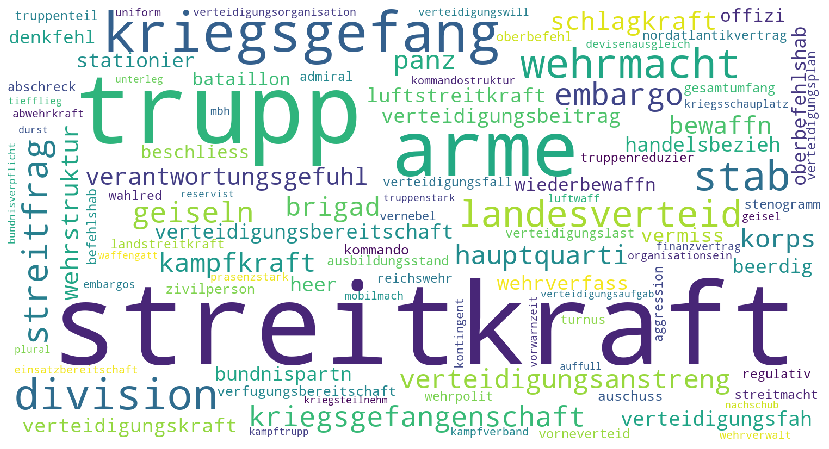 truppenteil uniform verteidigungsorganisation verteidigungswill
denkfehl kriegsgefang oberbefehl schlagkraft offizi
nordatlantikvertrag
devisenausgleich
stationier panz wehrmacht
abschreck unterleg bataillon admiral kommandostruktur embargo gesamtumfang
tiefflieg trupp mbh luftstreitkraft kriegsschauplatz
abwehrkraft verteidigungsbeitrag bewaffn
durst beschliess arme handelsbezieh
oberbefehlshab
verteidigungsplan
truppenreduzier
bundnisverpflicht
streitfrag
wehrstruktur
befehlshab
verantwortungsgefuhl verteidigungsfall wiederbewaffn stab
wahlred reservist truppenstark luftwaff stenogramm
geiseln brigad vernebel landesverteid geisel
verteidigungsbereitschaft verteidigungslast vermiss korps
landstreitkraft kommando hauptquarti finanzvertrag
waffengatt kampfkraft ausbildungsstand organisationsein
prasenzstark heer reichswehr wehrverfass beerdig
embargos zivilperson mobilmach verteidigungsaufgab
aggression
kontingent
vorwarnzeit
streitkraft turnus
plural
einsatzbereitschaft bundnispartn auffull regulativ
division verfugungsbereitschaft verteidigungsanstreng
kriegsteilnehm wehrpolit auschuss streitmacht
nachschub
verteidigungskraft kriegsgefangenschaft verteidigungsfah
kampftrupp kampfverband vorneverteid wehrverwalt